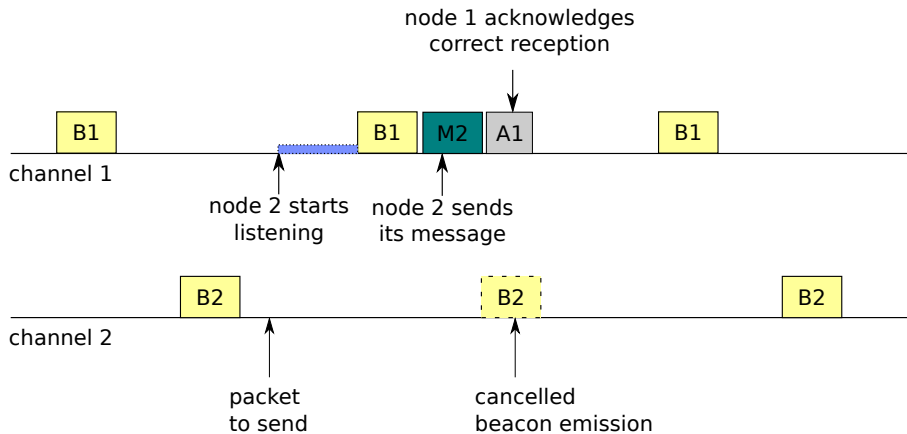 node 1 acknowledges
correct reception
B1
B1
M2
A1
B1
channel 1
node 2 starts
listening
node 2 sends
its message
B2
B2
B2
channel 2
packet
to send
cancelled
beacon emission